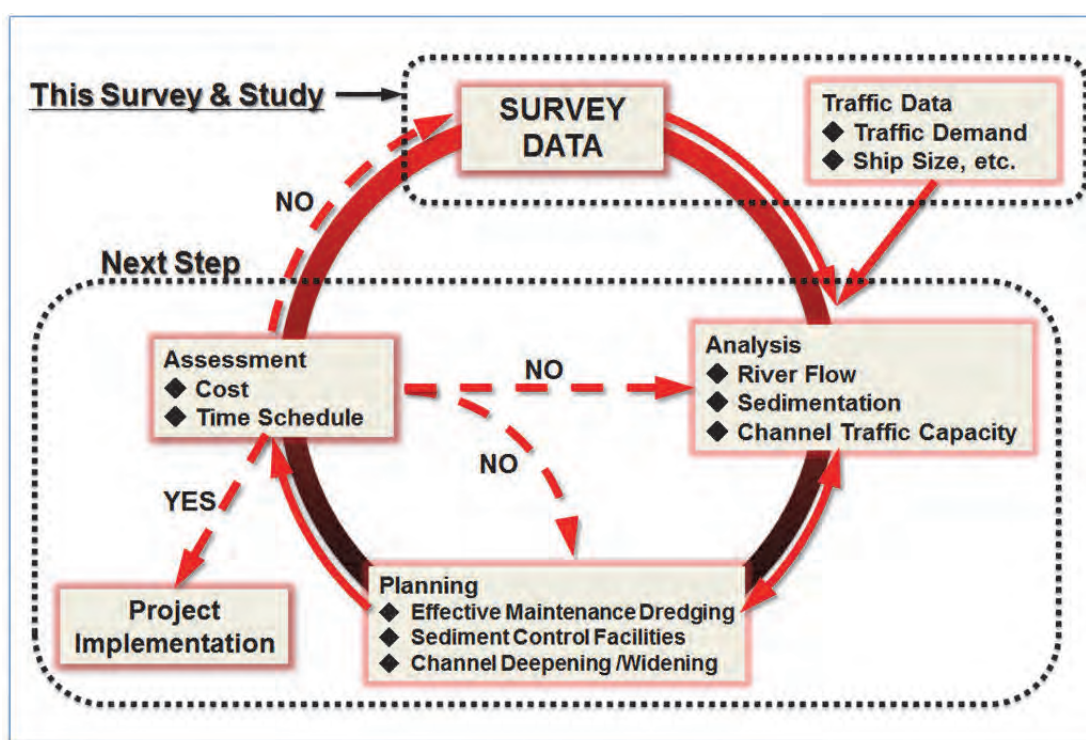 This Survey & Study
SURVEY
DATA
Traffic Data
◆ Traffic Demand
◆ Ship Size, etc.
NO
Next Step
Assessment
◆ Cost
◆ Time Schedule
NO
Analysis
◆ River Flow
◆ Sedimentation
◆ Channel Traffic Capacity
NO
YES
Project
Implementation
Planning
◆ Effective Maintenance Dredging
◆ Sediment Control Facilities
◆ Channel Deepening /Widening